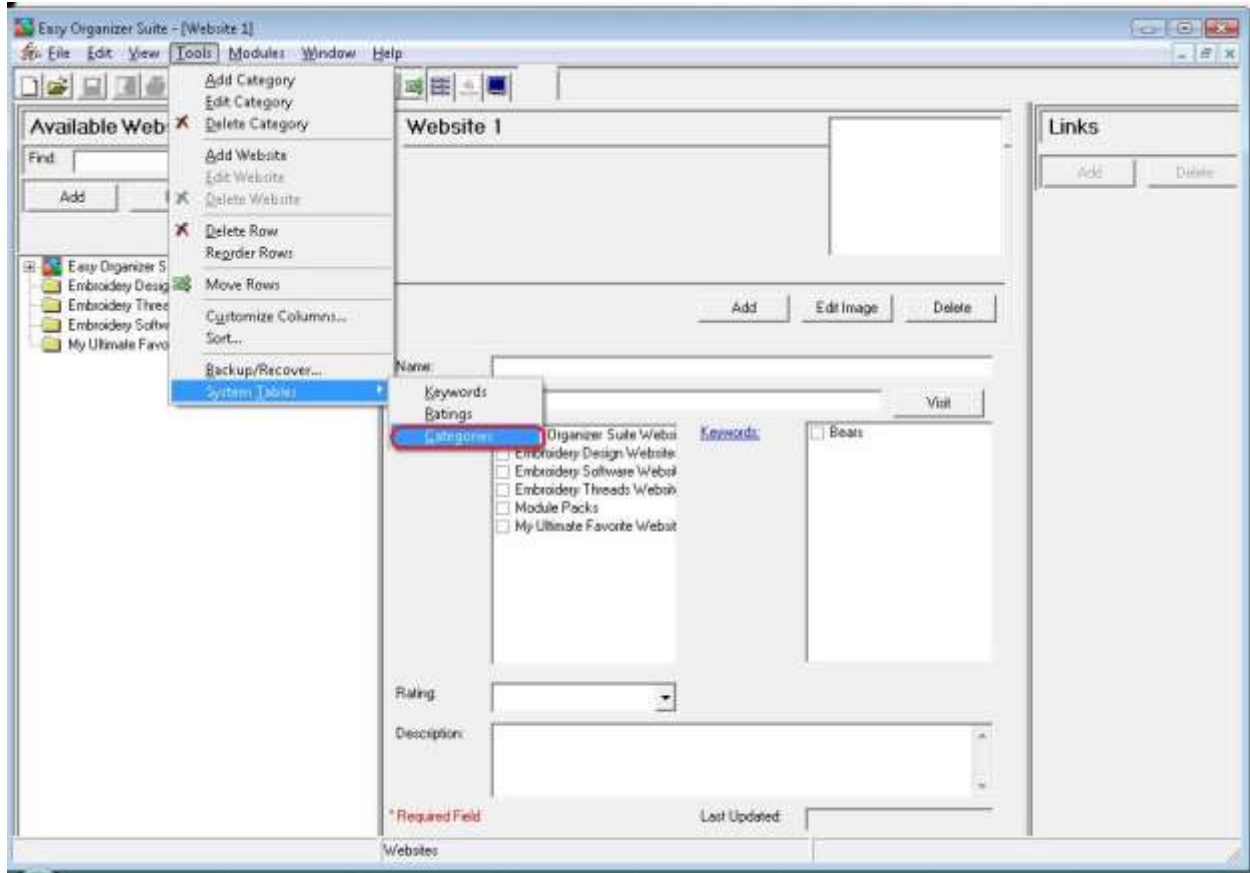 Easy Organizer Suite - [Website 1]
File Edit View Tools Modules Window Help
Available Web
Find:
Add
Add Category
Edit Category
Delete Category
Add Website
Edit Website
Delete Website
Delete Row
Reorder Rows
Move Rows
Customize Columns...
Sort...
Backup/Recover...
System Tables
Keywords
Ratings
Categories
Easy Organizer S
Embroidery Desig
Embroidery Threa
Embroidery Softw
My Ultimate Favo
Website 1
Add Edit Image Delete
Name:
Visit
Organizer Suite Websi
Embroidery Design Website
Embroidery Software Websit
Embroidery Threads Websit
Module Packs
My Ultimate Favorite Websit
Keywords:
Bears
Rating:
Description:
* Required Field
Last Updated:
Links
Add Delete
Websites